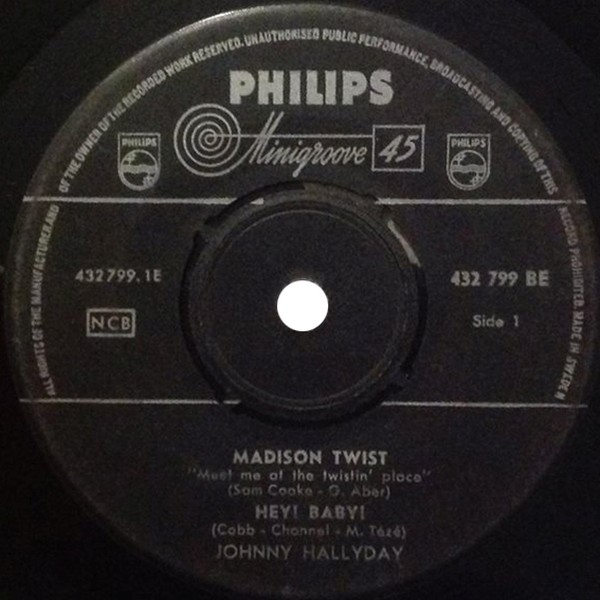 ALL RIGHTS OF THE MANUFACTURER AND OF THE OWNER OF THE RECORDED WORK RESERVED. UNAUTHORISED PUBLIC PERFORMANCE, BROADCASTING AND COPYING OF THIS RECORD PROHIBITED. MADE IN SWEDEN
PHILIPS
Minigroove 45
PHILIPS
PHILIPS
432799.1E
432 799 BE
NCB
Side 1
MADISON TWIST
"Meet me at the twistin' place"
(Sam Cooke - G. Aber)
HEY! BABY!
(Cobb - Channel - M. Tézé)
JOHNNY HALLYDAY